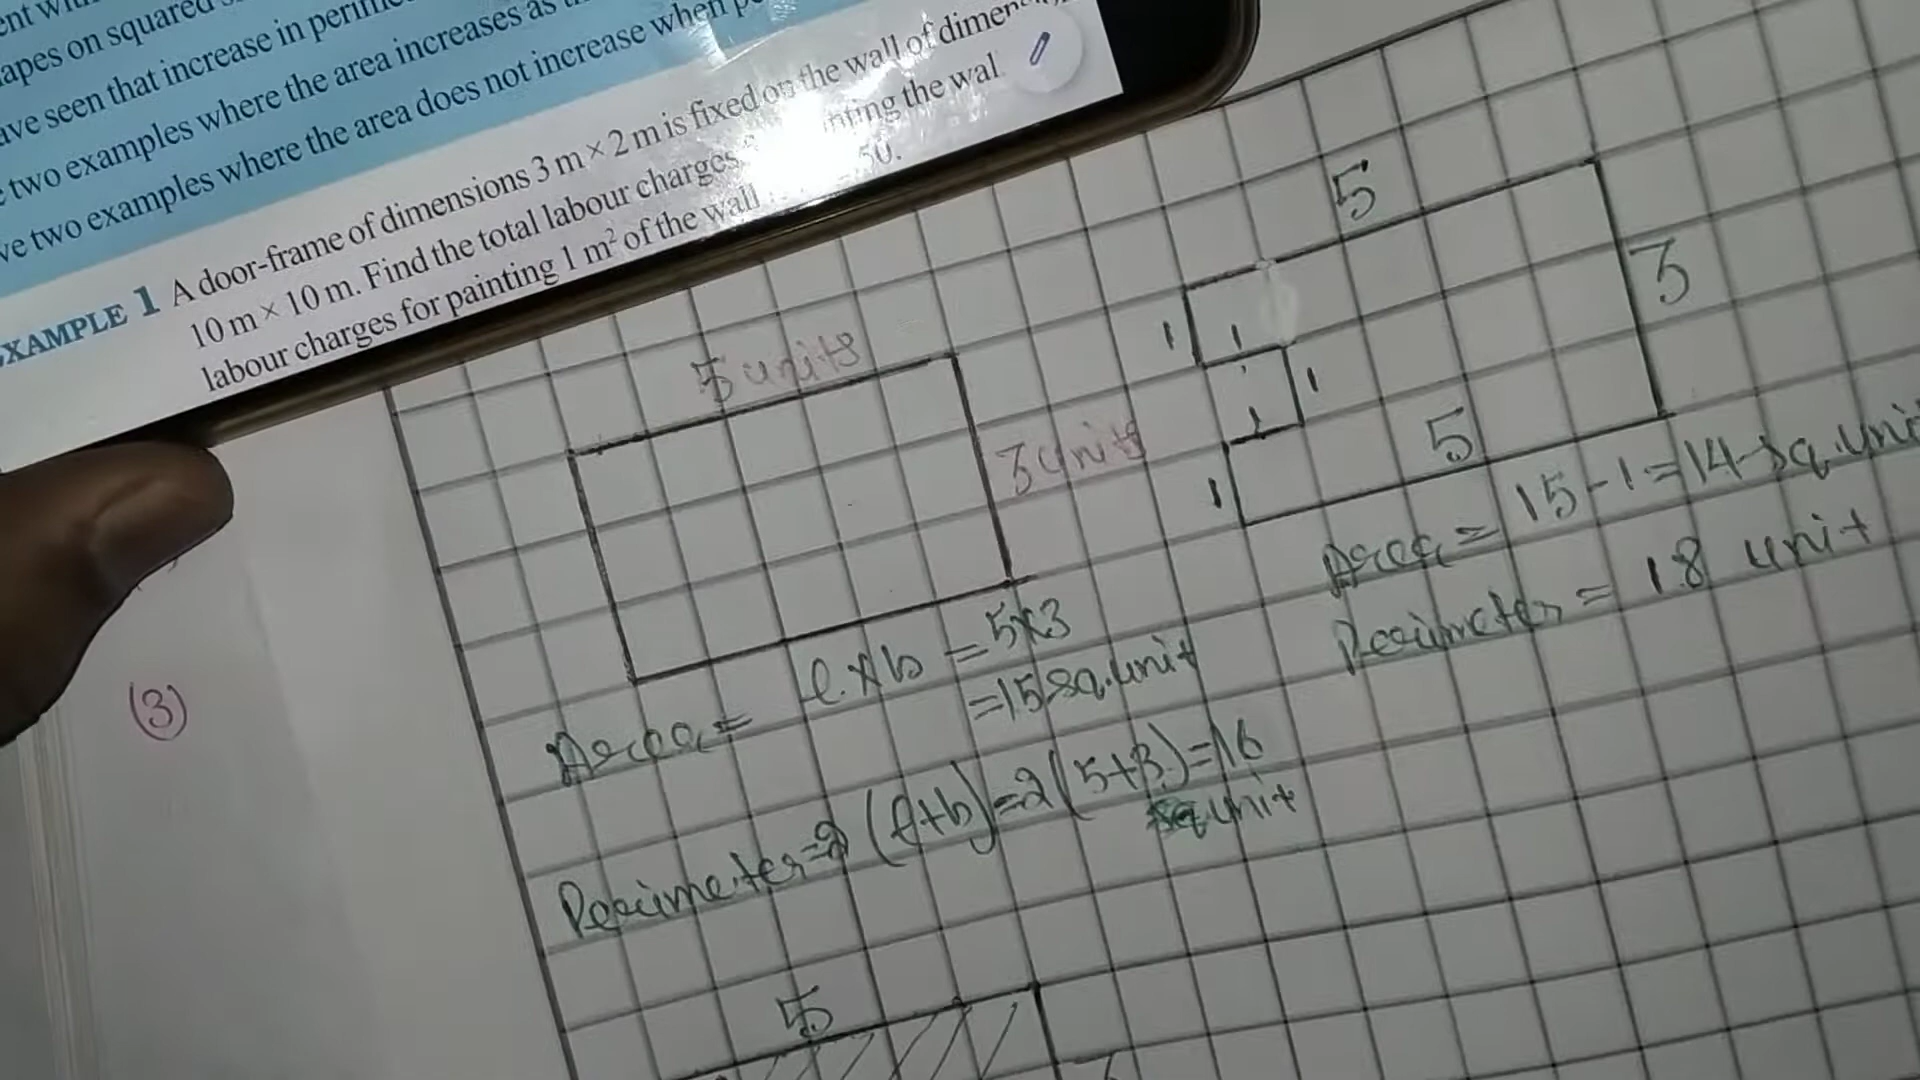 apes on squared
ave seen that increase in
two examples where the area increases as
ve two examples where the area does not increase when
EXAMPLE 1 A door-frame of dimensions 3 m × 2 m is fixed on the wall of
10 m × 10 m. Find the total labour charges
labour charges for painting 1 m² of the wall 50.
5 units
3 units
Area = l × b = 5×3
= 15 sq. unit
Perimeter = 2 (l+b) = 2(5+3) = 16
unit
5
3
1
1
1
1
1
5
Area = 15 - 1 = 14 sq. uni
Perimeter = 18 unit
(3)
5